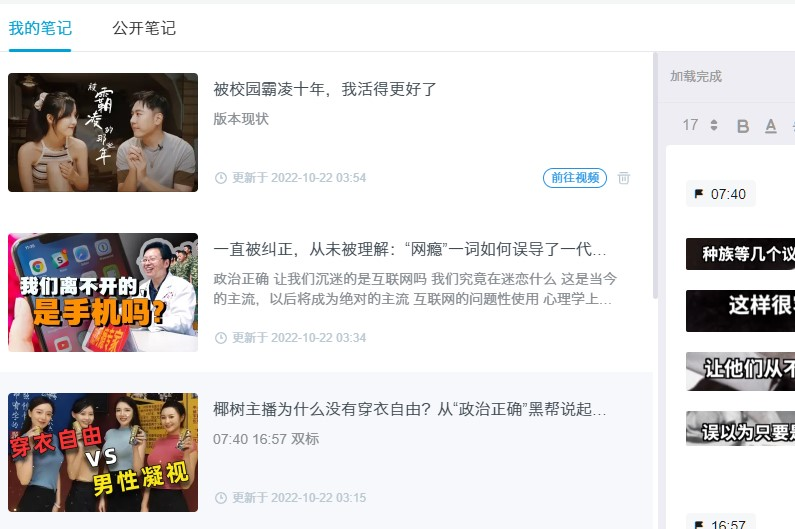 我的笔记
公开笔记
被校园霸凌十年，我活得更好了
版本现状
更新于 2022-10-22 03:54
前往视频
被
霸
凌
的
那
些
年
一直被纠正，从未被理解：“网瘾”一词如何误导了一代...
政治正确 让我们沉迷的是互联网吗 我们究竟在迷恋什么 这是当今
的主流，以后将成为绝对的主流 互联网的问题性使用 心理学上...
更新于 2022-10-22 03:34
我们离不开的，
是手机吗？
椰树主播为什么没有穿衣自由？从“政治正确”黑帮说起...
07:40 16:57 双标
更新于 2022-10-22 03:15
穿衣自由
VS
男性凝视
加载完成
17
B
A
07:40
种族等几个议
这样很
让他们从不
误以为只要是
16:57